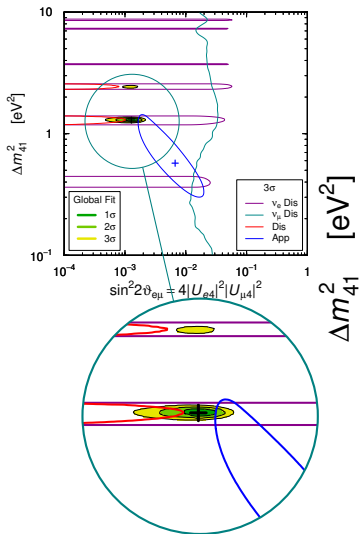 10
1
10⁻¹
Δm²₄₁ [eV²]
10⁻⁴ 10⁻³ 10⁻² 10⁻¹ 1
sin²2ϑₑμ = 4|Uₑ₄|²|Uμ₄|²
Global Fit
1σ
2σ
3σ
3σ
νₑ Dis
νμ Dis
Dis
App
Δm²₄₁ [eV²]